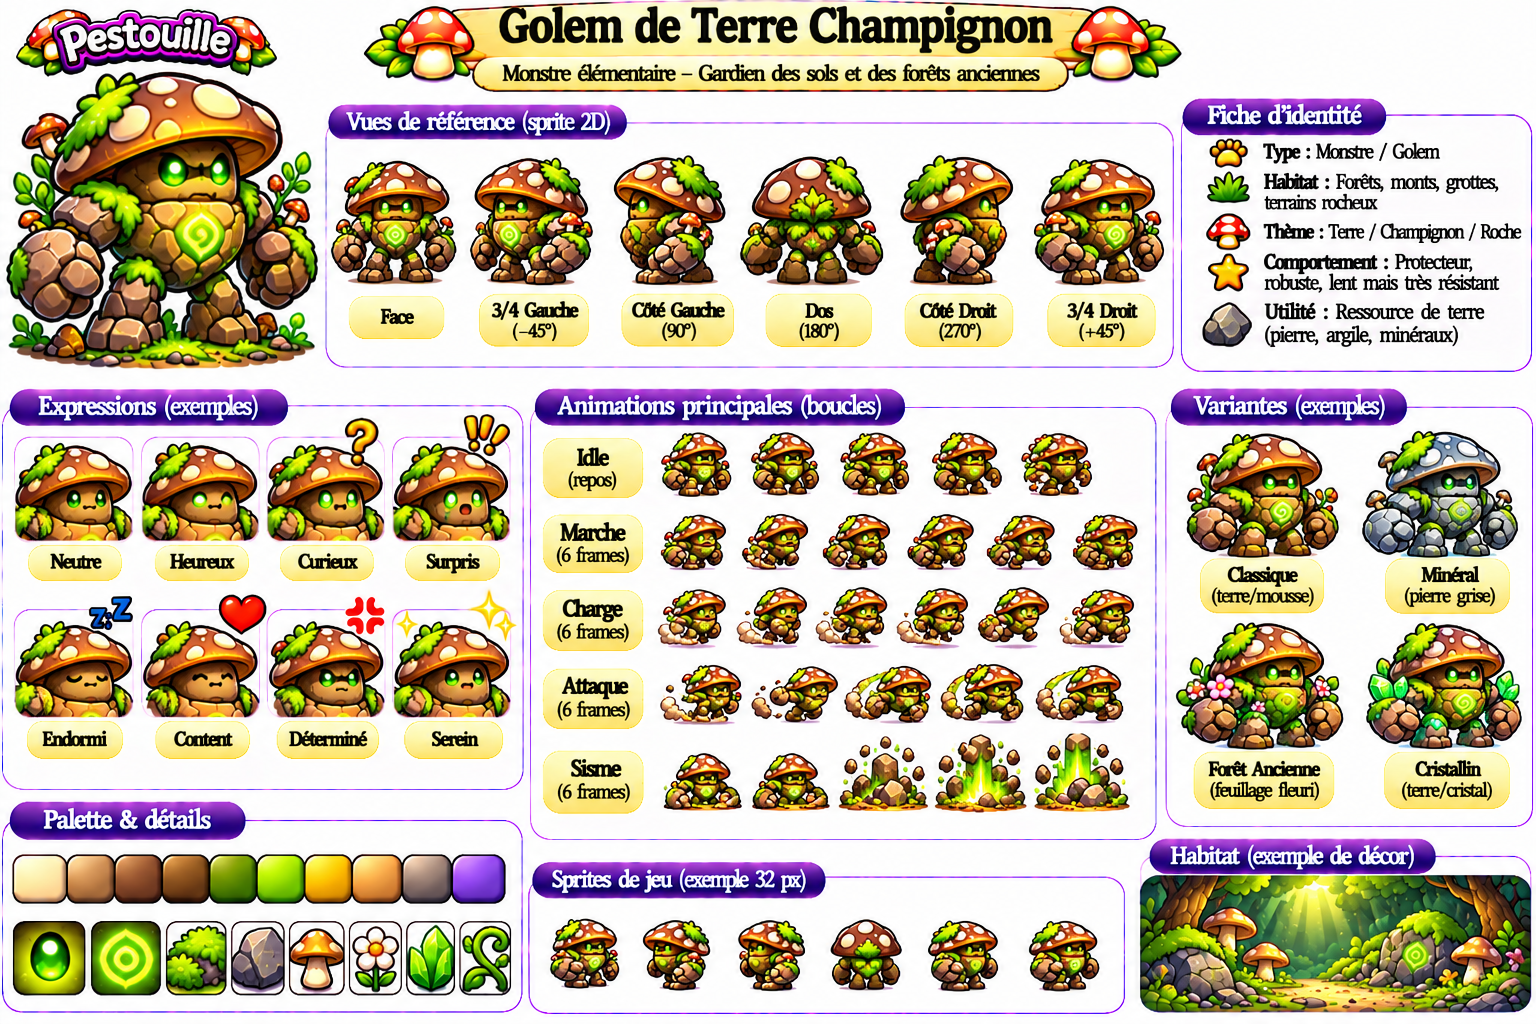 Pestouille
Golem de Terre Champignon
Monstre élémentaire – Gardien des sols et des forêts anciennes
Vues de référence (sprite 2D)
Face
3/4 Gauche
(–45°)
Côté Gauche
(90°)
Dos
(180°)
Côté Droit
(270°)
3/4 Droit
(+45°)
Fiche d'identité
Type : Monstre / Golem
Habitat : Forêts, monts, grottes,
terrains rocheux
Thème : Terre / Champignon / Roche
Comportement : Protecteur,
robuste, lent mais très résistant
Utilité : Ressource de terre
(pierre, argile, minéraux)
Expressions (exemples)
?
!!!
Neutre
Heureux
Curieux
Surpris
zzZ
Endormi
Content
Déterminé
Serein
Animations principales (boucles)
Idle
(repos)
Marche
(6 frames)
Charge
(6 frames)
Attaque
(6 frames)
Sisme
(6 frames)
Variantes (exemples)
Classique
(terre/mousse)
Minéral
(pierre grise)
Forêt Ancienne
(feuillage fleuri)
Cristallin
(terre/cristal)
Palette & détails
Sprites de jeu (exemple 32 px)
Habitat (exemple de décor)